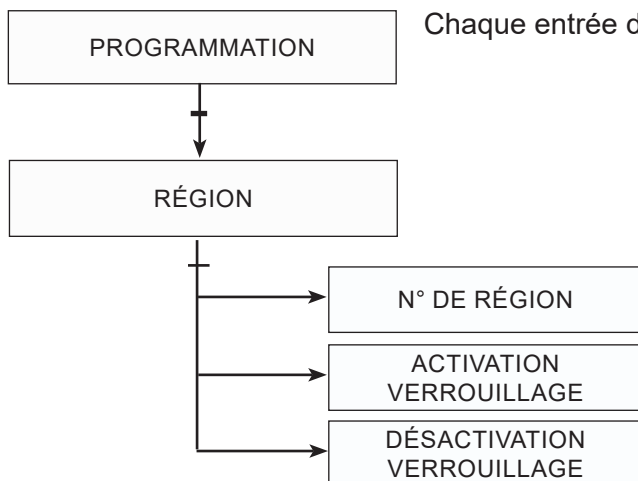 Chaque entrée d
PROGRAMMATION
RÉGION
N° DE RÉGION
ACTIVATION
VERROUILLAGE
DÉSACTIVATION
VERROUILLAGE